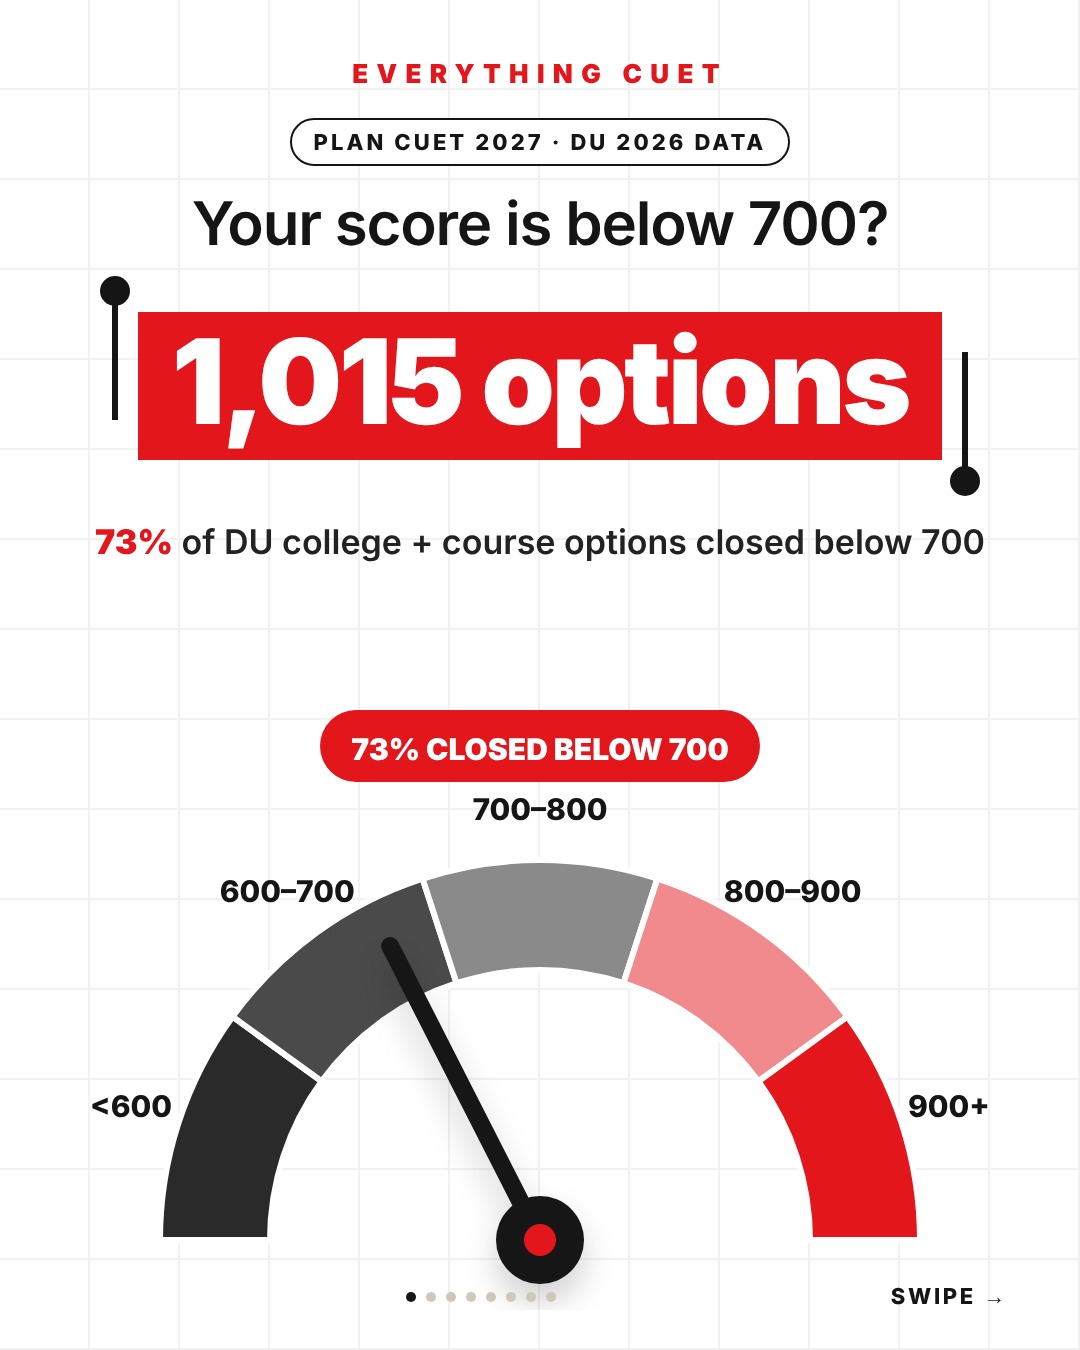 EVERYTHING CUET
PLAN CUET 2027 · DU 2026 DATA
Your score is below 700?
1,015 options
73% of DU college + course options closed below 700
73% CLOSED BELOW 700
700–800
600–700
800–900
<600
900+
SWIPE →